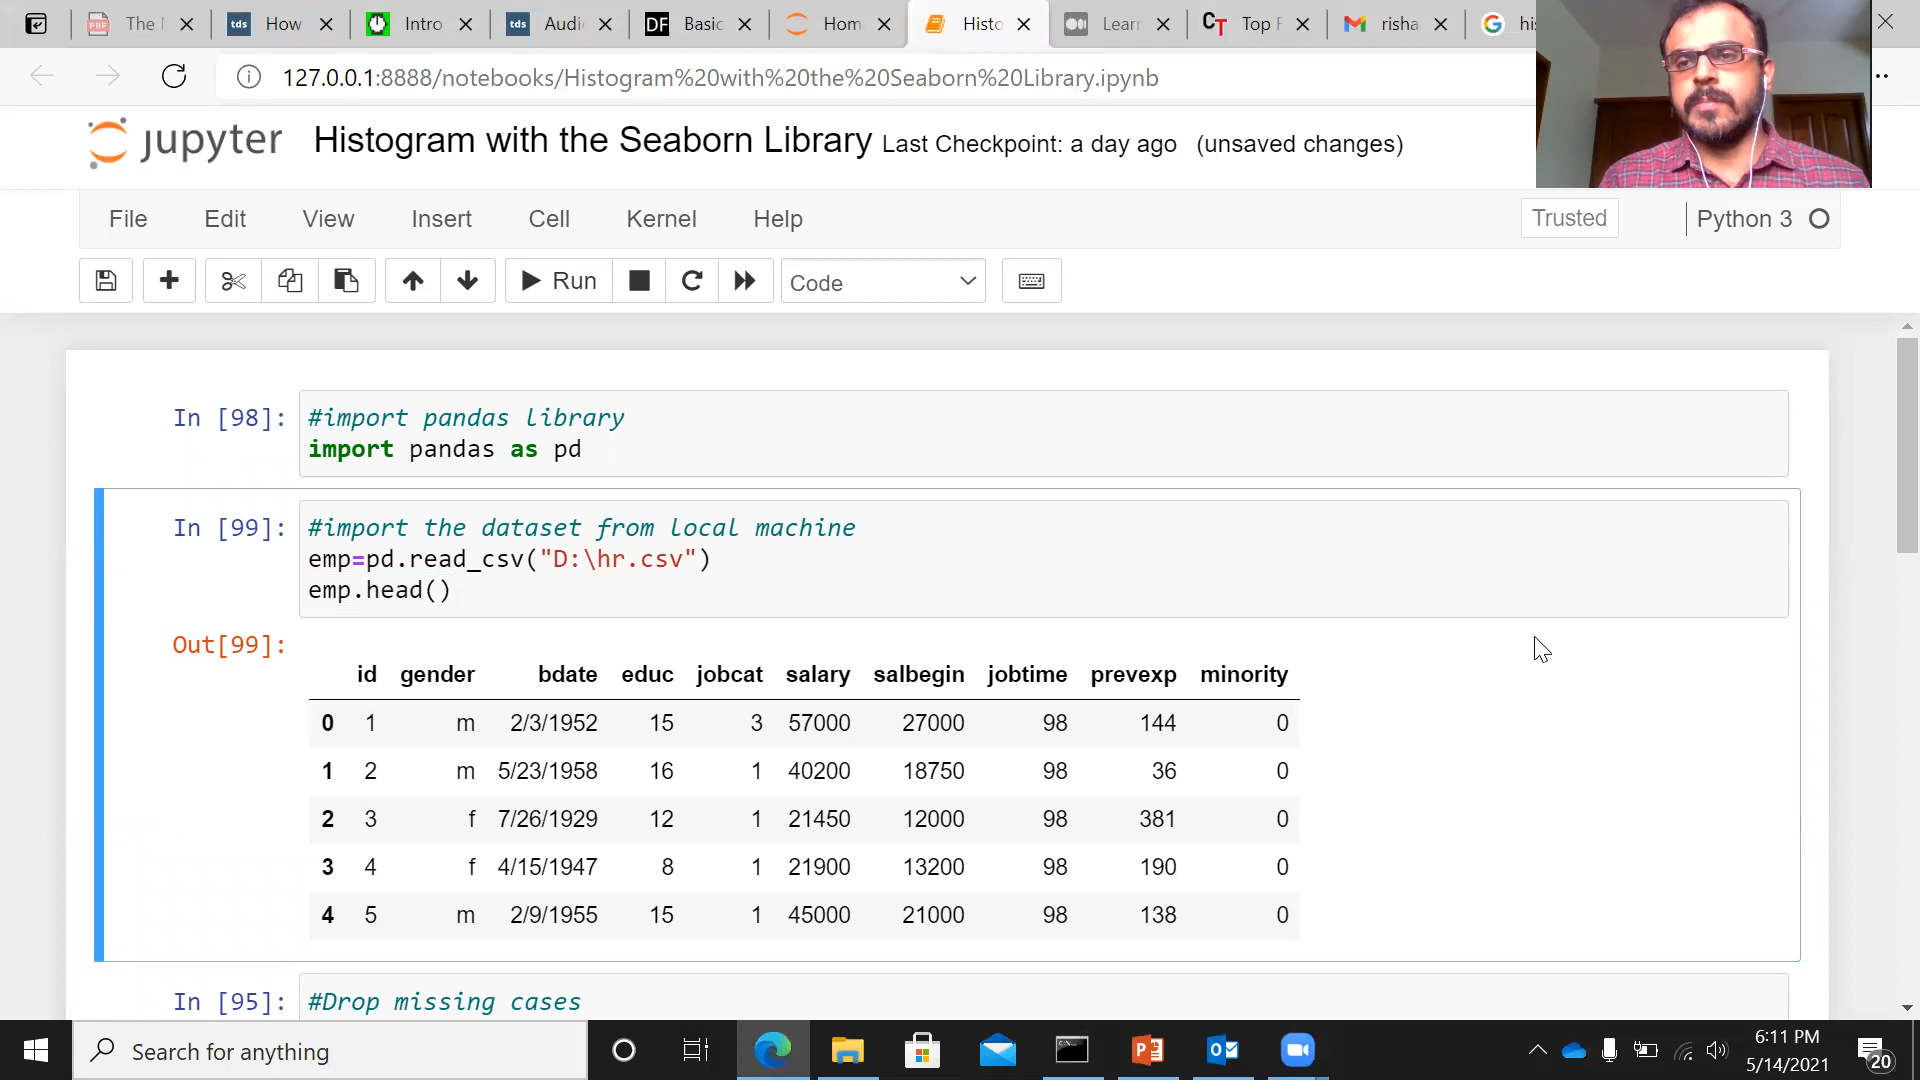 The
tds How
Intro
tds Audi
DF Basic
Hom
Histo
Learn
CT Top F
risha
his
127.0.0.1:8888/notebooks/Histogram%20with%20the%20Seaborn%20Library.ipynb
jupyter Histogram with the Seaborn Library Last Checkpoint: a day ago (unsaved changes)
File Edit View Insert Cell Kernel Help Trusted Python 3
Run Code
In [98]: #import pandas library
import pandas as pd
In [99]: #import the dataset from local machine
emp=pd.read_csv("D:\hr.csv")
emp.head()
Out[99]:
id gender bdate educ jobcat salary salbegin jobtime prevexp minority
0 1 m 2/3/1952 15 3 57000 27000 98 144 0
1 2 m 5/23/1958 16 1 40200 18750 98 36 0
2 3 f 7/26/1929 12 1 21450 12000 98 381 0
3 4 f 4/15/1947 8 1 21900 13200 98 190 0
4 5 m 2/9/1955 15 1 45000 21000 98 138 0
In [95]: #Drop missing cases
Search for anything
6:11 PM
5/14/2021
20